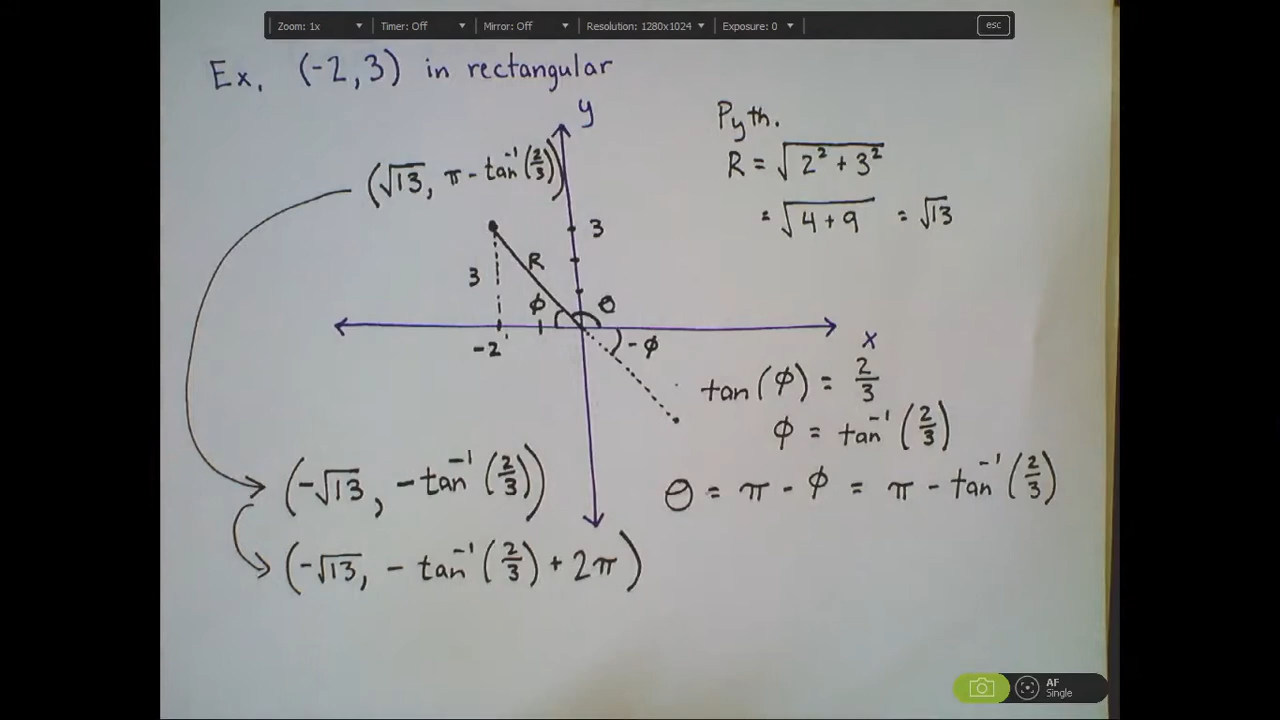 Zoom: 1x Timer: Off Mirror: Off Resolution: 1280x1024 Exposure: 0 esc
Ex. (-2,3) in rectangular
y
Pyth.
R = √(2² + 3²)
= √(4 + 9) = √13
(√13, π - tan⁻¹(2/3))
3
R
3
φ
θ
-2
-φ
x
tan(φ) = 2/3
φ = tan⁻¹(2/3)
θ = π - φ = π - tan⁻¹(2/3)
(-√13, -tan⁻¹(2/3))
(-√13, - tan⁻¹(2/3) + 2π)
AF
Single